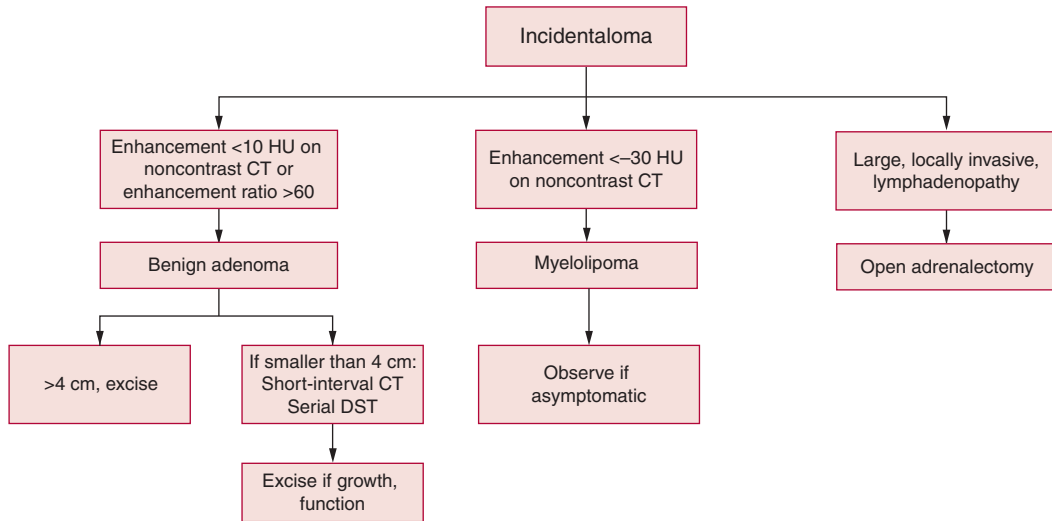 Incidentaloma
Enhancement <10 HU on
noncontrast CT or
enhancement ratio >60
Enhancement <–30 HU
on noncontrast CT
Large, locally invasive,
lymphadenopathy
Benign adenoma
Myelolipoma
Open adrenalectomy
>4 cm, excise
If smaller than 4 cm:
Short-interval CT
Serial DST
Observe if
asymptomatic
Excise if growth,
function